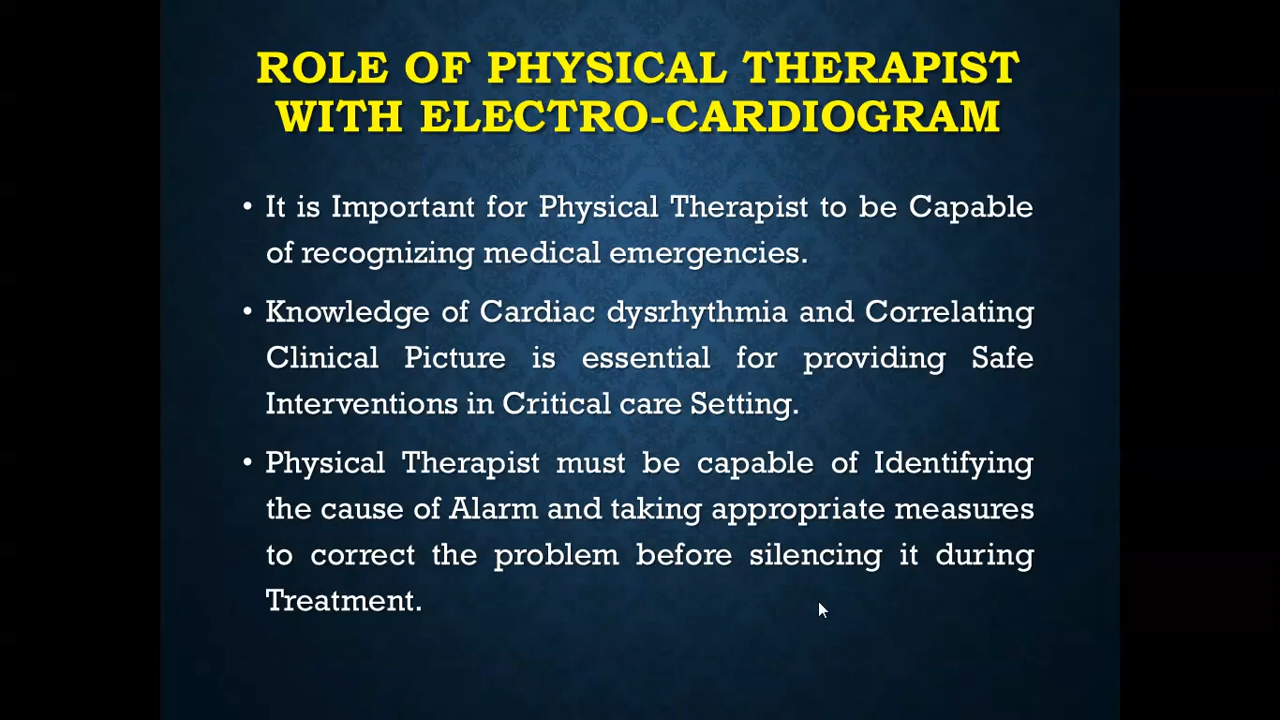 ROLE OF PHYSICAL THERAPIST
WITH ELECTRO-CARDIOGRAM
• It is Important for Physical Therapist to be Capable
of recognizing medical emergencies.
• Knowledge of Cardiac dysrhythmia and Correlating
Clinical Picture is essential for providing Safe
Interventions in Critical care Setting.
• Physical Therapist must be capable of Identifying
the cause of Alarm and taking appropriate measures
to correct the problem before silencing it during
Treatment.